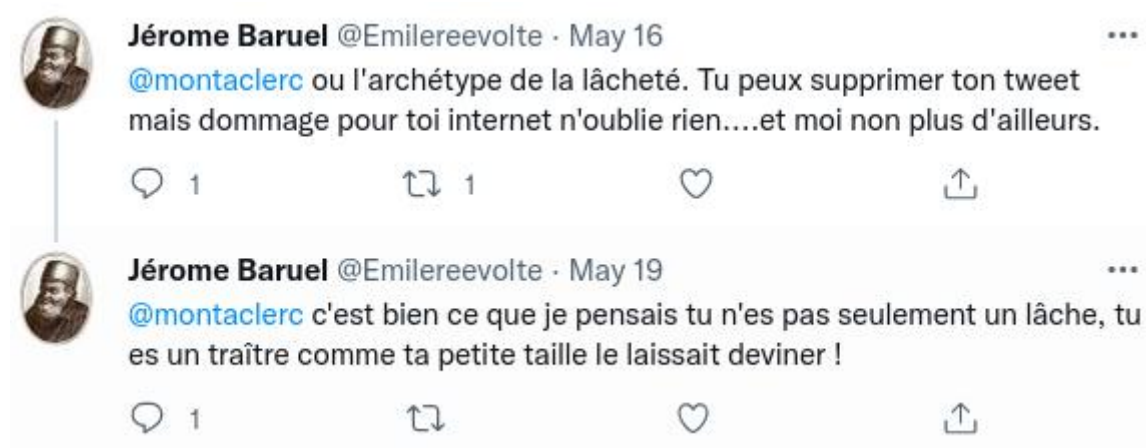 Jérome Baruel @Emilereevolte · May 16
@montaclerc ou l'archétype de la lâcheté. Tu peux supprimer ton tweet
mais dommage pour toi internet n'oublie rien....et moi non plus d'ailleurs.
1 1
Jérome Baruel @Emilereevolte · May 19
@montaclerc c'est bien ce que je pensais tu n'es pas seulement un lâche, tu
es un traître comme ta petite taille le laissait deviner !
1